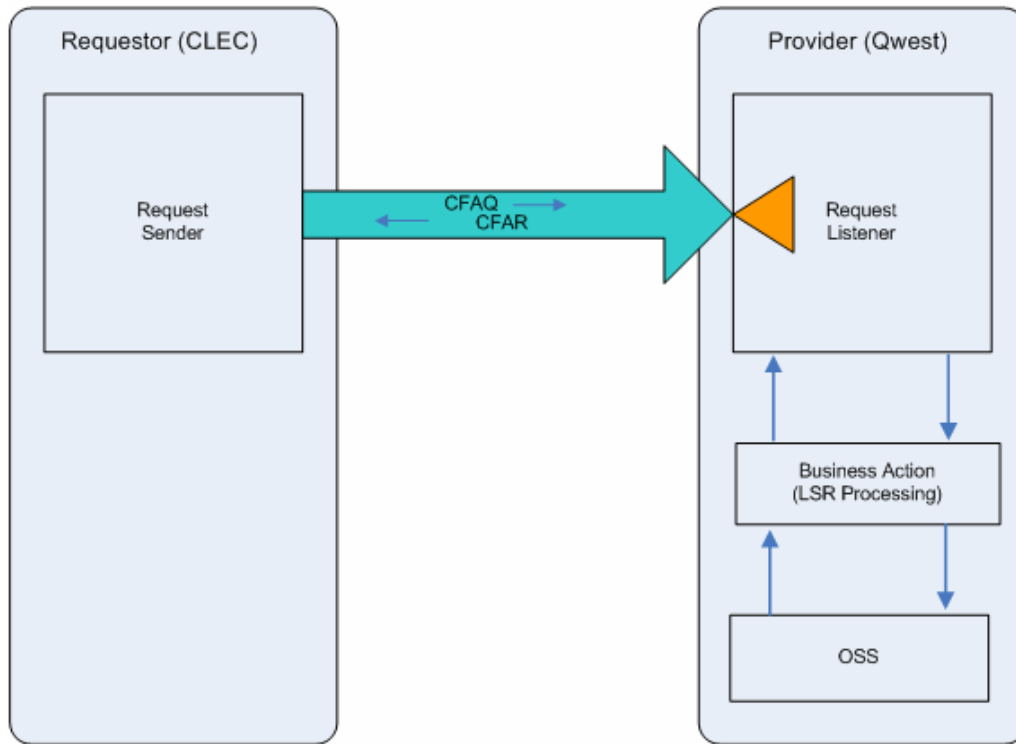 Requestor (CLEC)
Provider (Qwest)
Request
Sender
CFAQ
CFAR
Request
Listener
Business Action
(LSR Processing)
OSS